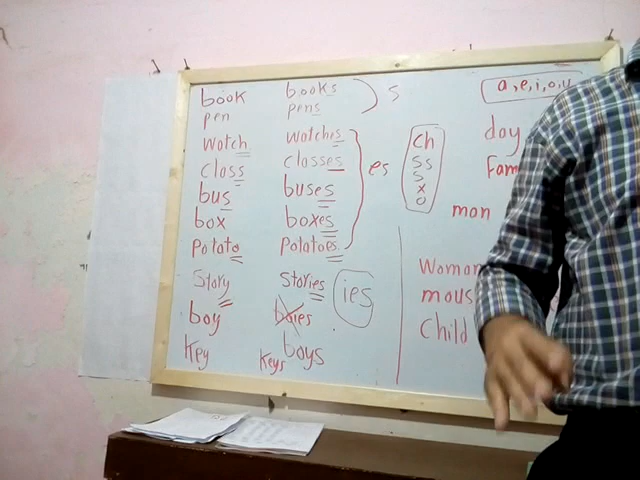 book books s
pen pens
watch watches
class classes
bus buses
box boxes
potato potatoes
es
ch
ss
s
x
o
story stories ies
boy boies
boys
key keys
a,e,i,o,u
day
Fam
man
Woman
mous
child